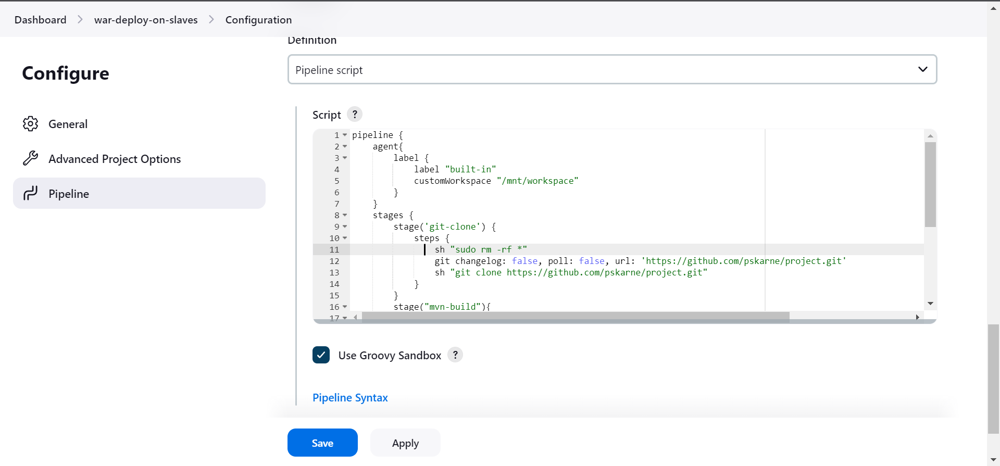 Dashboard
war-deploy-on-slaves
Configuration
Configure
General
Advanced Project Options
Pipeline
Definition
Pipeline script
Script ?
1 pipeline {
2 agent{
3 label {
4 label "built-in"
5 customWorkspace "/mnt/workspace"
6 }
7 }
8 stages {
9 stage('git-clone') {
10 steps {
11 sh "sudo rm -rf *"
12 git changelog: false, poll: false, url: 'https://github.com/pskarne/project.git'
13 sh "git clone https://github.com/pskarne/project.git"
14 }
15 }
16 stage("mvn-build"){
17
Use Groovy Sandbox ?
Pipeline Syntax
Save
Apply